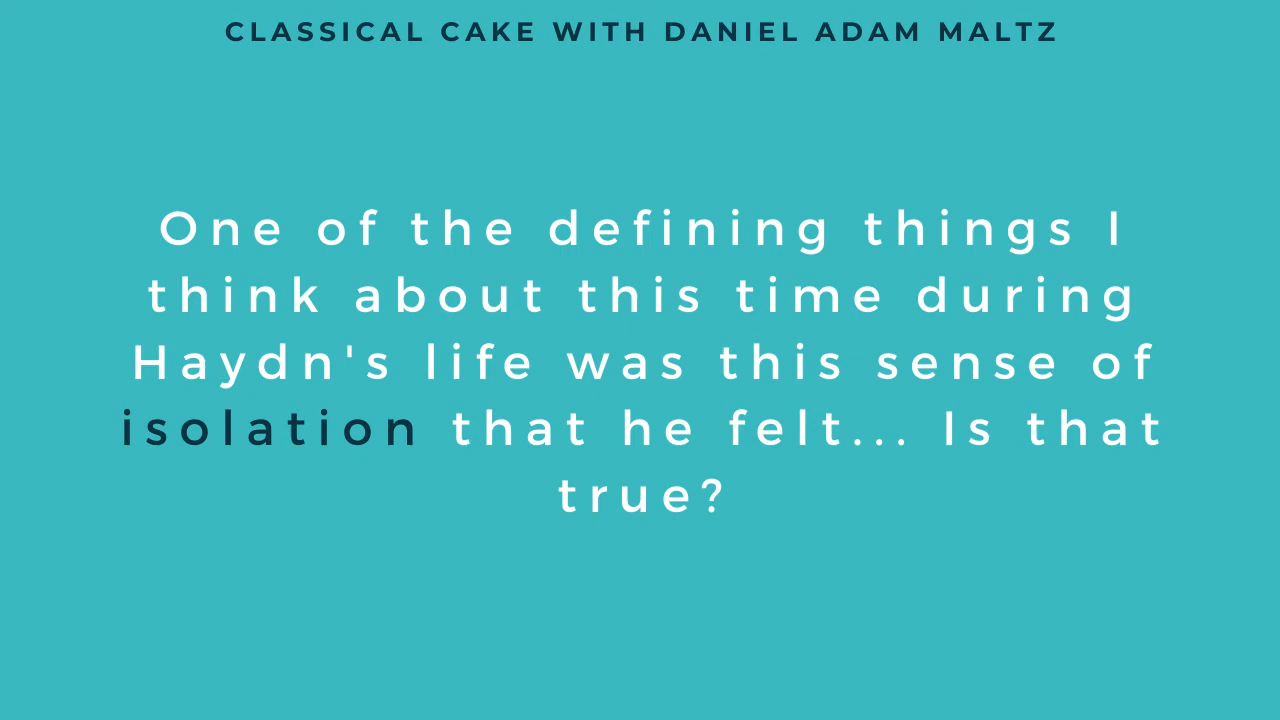 CLASSICAL CAKE WITH DANIEL ADAM MALTZ
One of the defining things I
think about this time during
Haydn's life was this sense of
isolation that he felt... Is that
true?